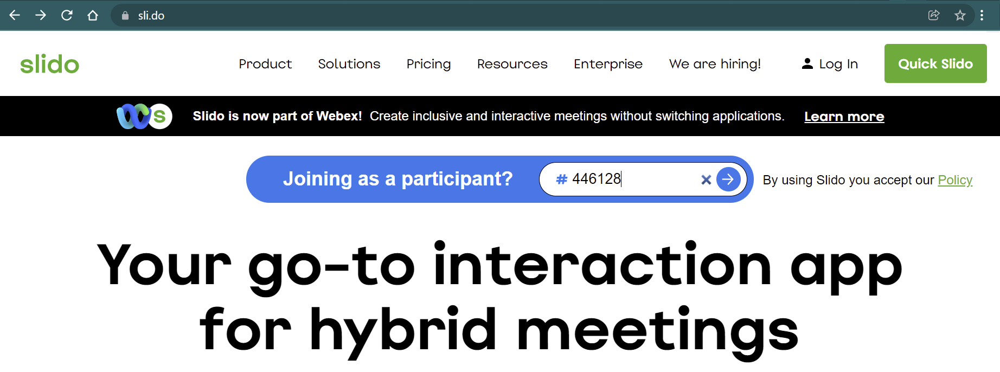 sli.do
slido Product Solutions Pricing Resources Enterprise We are hiring! Log In Quick Slido
S Slido is now part of Webex! Create inclusive and interactive meetings without switching applications. Learn more
Joining as a participant? # 446128 By using Slido you accept our Policy
Your go-to interaction app
for hybrid meetings